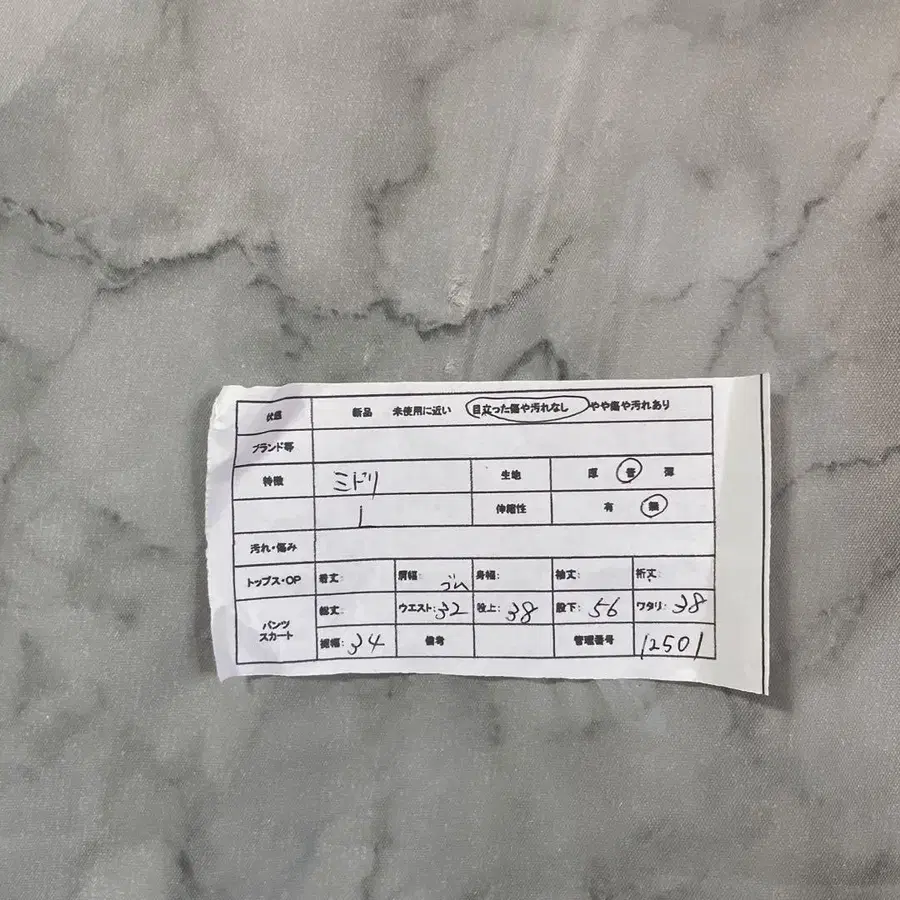 状態 新品 未使用に近い 目立った傷や汚れなし やや傷や汚れあり
ブランド等
特徴 ミドリ 生地 厚 普 薄
L 伸縮性 有 無
汚れ・傷み
トップス・OP 着丈: 肩幅: 身幅: 袖丈: 裄丈:
パンツ スカート 総丈: ウエスト:ゴム 32 股上:38 股下:56 ワタリ:38
裾幅:34 備考 管理番号 12501